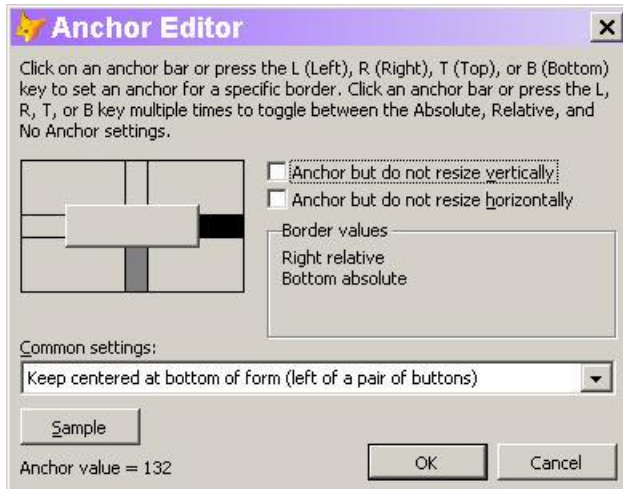 Anchor Editor
Click on an anchor bar or press the L (Left), R (Right), T (Top), or B (Bottom)
key to set an anchor for a specific border. Click an anchor bar or press the L,
R, T, or B key multiple times to toggle between the Absolute, Relative, and
No Anchor settings.
Anchor but do not resize vertically
Anchor but do not resize horizontally
Border values
Right relative
Bottom absolute
Common settings:
Keep centered at bottom of form (left of a pair of buttons)
Sample
Anchor value = 132
OK
Cancel